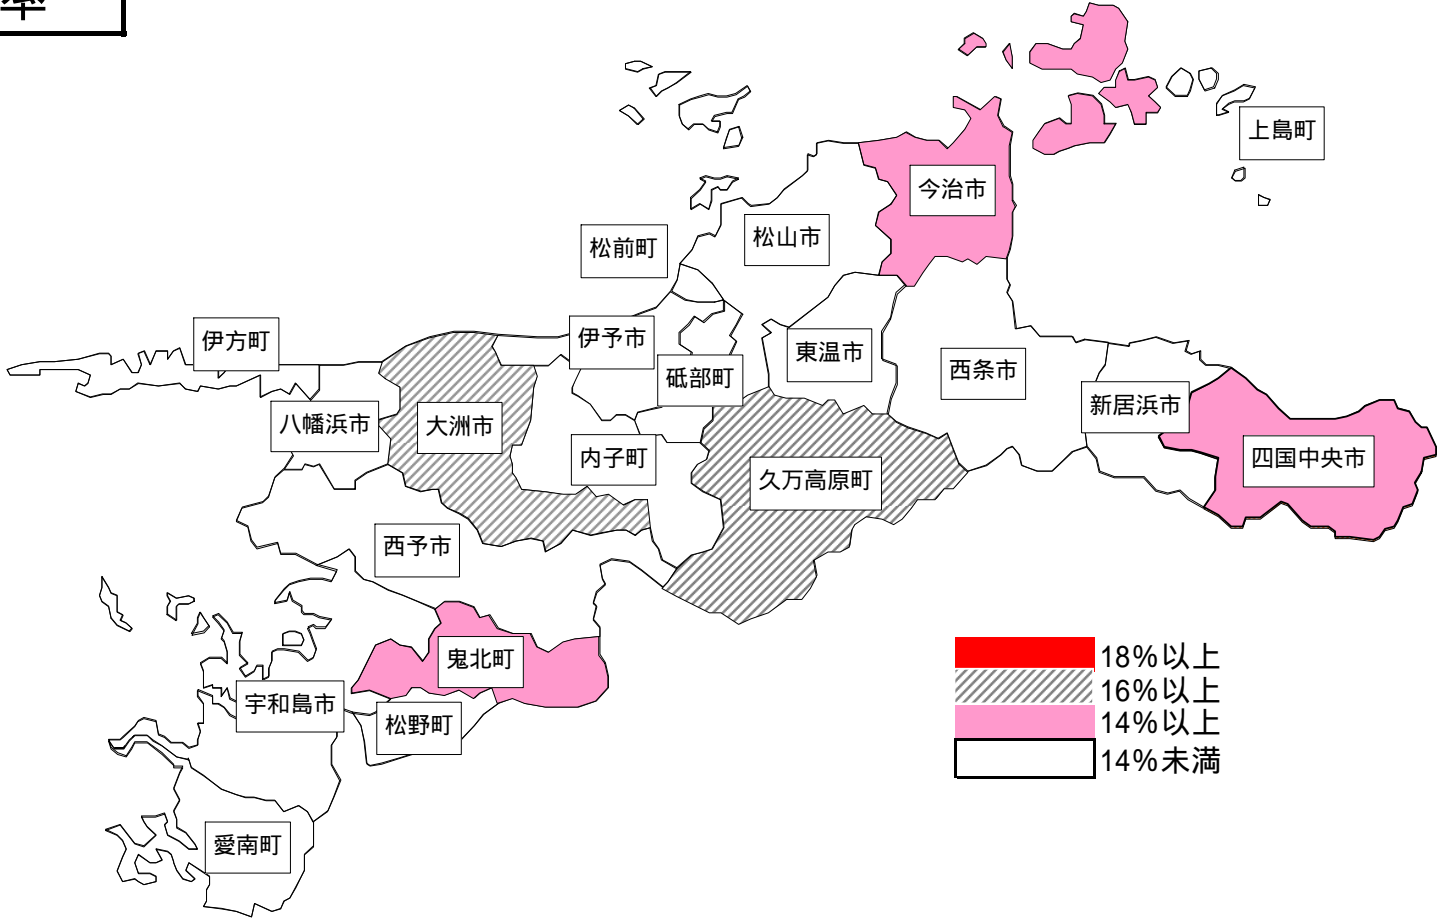 率
上島町
今治市
松山市
松前町
伊方町
伊予市
東温市
西条市
砥部町
新居浜市
八幡浜市
大洲市
内子町
久万高原町
四国中央市
西予市
鬼北町
宇和島市
松野町
愛南町
18%以上
16%以上
14%以上
14%未満